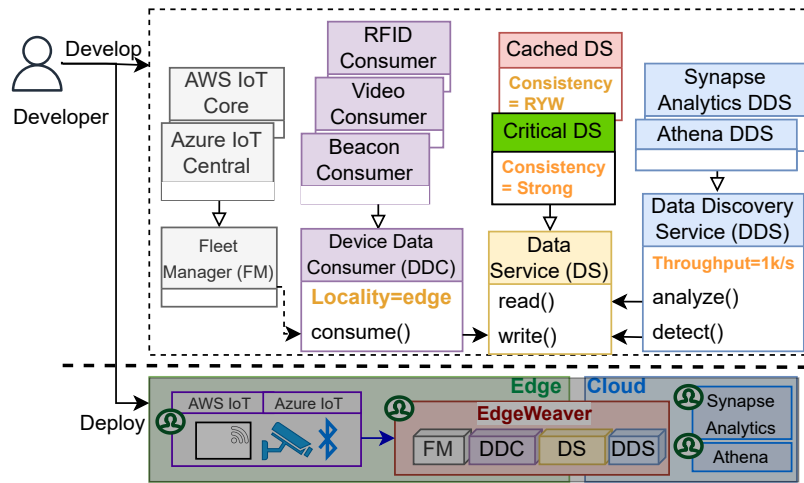 Develop
Developer
AWS IoT
Core
Azure IoT
Central
Fleet
Manager (FM)
RFID
Consumer
Video
Consumer
Beacon
Consumer
Device Data
Consumer (DDC)
Locality=edge
consume()
Cached DS
Consistency
= RYW
Critical DS
Consistency
= Strong
Data
Service (DS)
read()
write()
Synapse
Analytics DDS
Athena DDS
Data Discovery
Service (DDS)
Throughput=1k/s
analyze()
detect()
Deploy
Edge
Cloud
AWS IoT
Azure IoT
EdgeWeaver
FM
DDC
DS
DDS
Synapse
Analytics
Athena